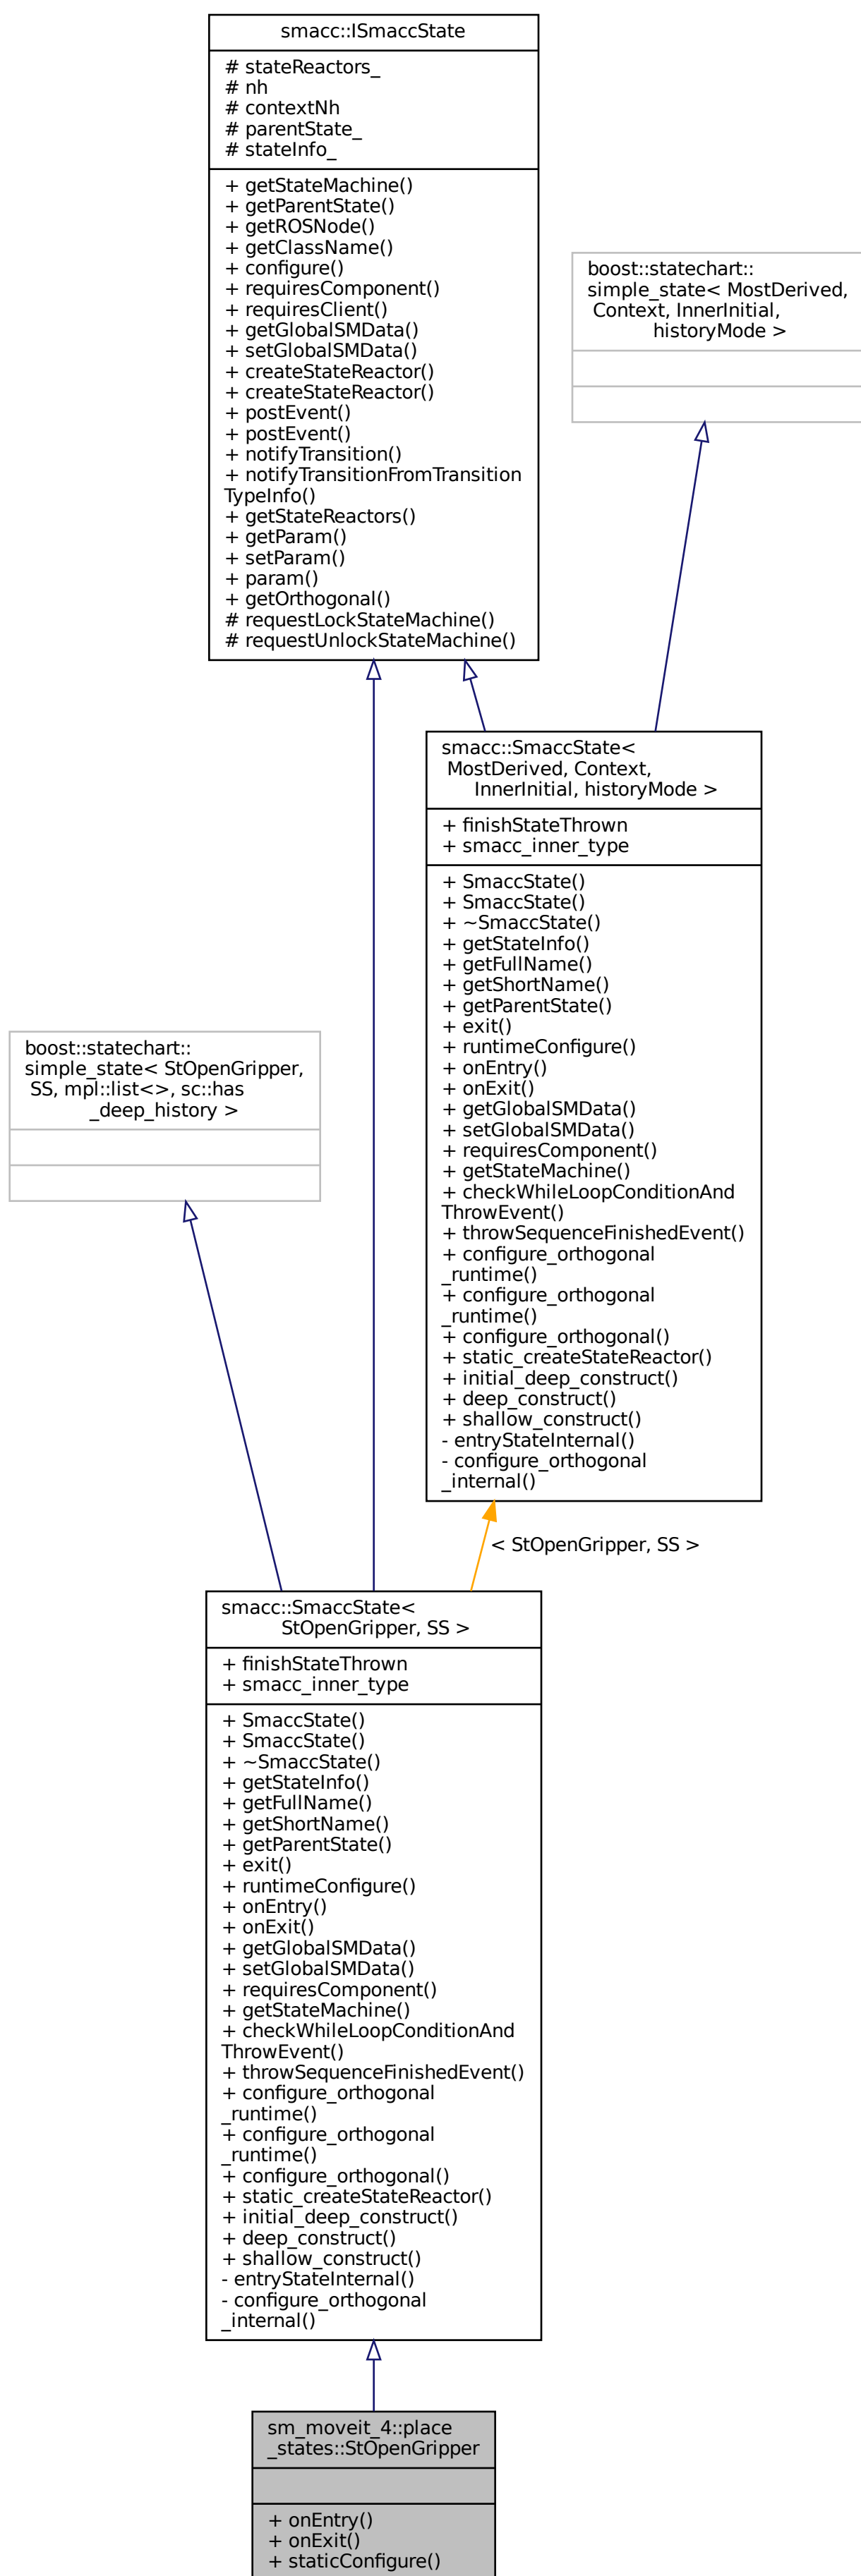 smacc::ISmaccState
# stateReactors_
# nh
# contextNh
# parentState_
# stateInfo_
+ getStateMachine()
+ getParentState()
+ getROSNode()
+ getClassName()
+ configure()
+ requiresComponent()
+ requiresClient()
+ getGlobalSMData()
+ setGlobalSMData()
+ createStateReactor()
+ createStateReactor()
+ postEvent()
+ postEvent()
+ notifyTransition()
+ notifyTransitionFromTransition
TypeInfo()
+ getStateReactors()
+ getParam()
+ setParam()
+ param()
+ getOrthogonal()
# requestLockStateMachine()
# requestUnlockStateMachine()
boost::statechart::
simple_state< MostDerived,
Context, InnerInitial,
historyMode >
smacc::SmaccState<
MostDerived, Context,
InnerInitial, historyMode >
+ finishStateThrown
+ smacc_inner_type
+ SmaccState()
+ SmaccState()
+ ~SmaccState()
+ getStateInfo()
+ getFullName()
+ getShortName()
+ getParentState()
+ exit()
+ runtimeConfigure()
+ onEntry()
+ onExit()
+ getGlobalSMData()
+ setGlobalSMData()
+ requiresComponent()
+ getStateMachine()
+ checkWhileLoopConditionAnd
ThrowEvent()
+ throwSequenceFinishedEvent()
+ configure_orthogonal
_runtime()
+ configure_orthogonal
_runtime()
+ configure_orthogonal()
+ static_createStateReactor()
+ initial_deep_construct()
+ deep_construct()
+ shallow_construct()
- entryStateInternal()
- configure_orthogonal
_internal()
boost::statechart::
simple_state< StOpenGripper,
SS, mpl::list<>, sc::has
_deep_history >
< StOpenGripper, SS >
smacc::SmaccState<
StOpenGripper, SS >
+ finishStateThrown
+ smacc_inner_type
+ SmaccState()
+ SmaccState()
+ ~SmaccState()
+ getStateInfo()
+ getFullName()
+ getShortName()
+ getParentState()
+ exit()
+ runtimeConfigure()
+ onEntry()
+ onExit()
+ getGlobalSMData()
+ setGlobalSMData()
+ requiresComponent()
+ getStateMachine()
+ checkWhileLoopConditionAnd
ThrowEvent()
+ throwSequenceFinishedEvent()
+ configure_orthogonal
_runtime()
+ configure_orthogonal
_runtime()
+ configure_orthogonal()
+ static_createStateReactor()
+ initial_deep_construct()
+ deep_construct()
+ shallow_construct()
- entryStateInternal()
- configure_orthogonal
_internal()
sm_moveit_4::place
_states::StOpenGripper
+ onEntry()
+ onExit()
+ staticConfigure()